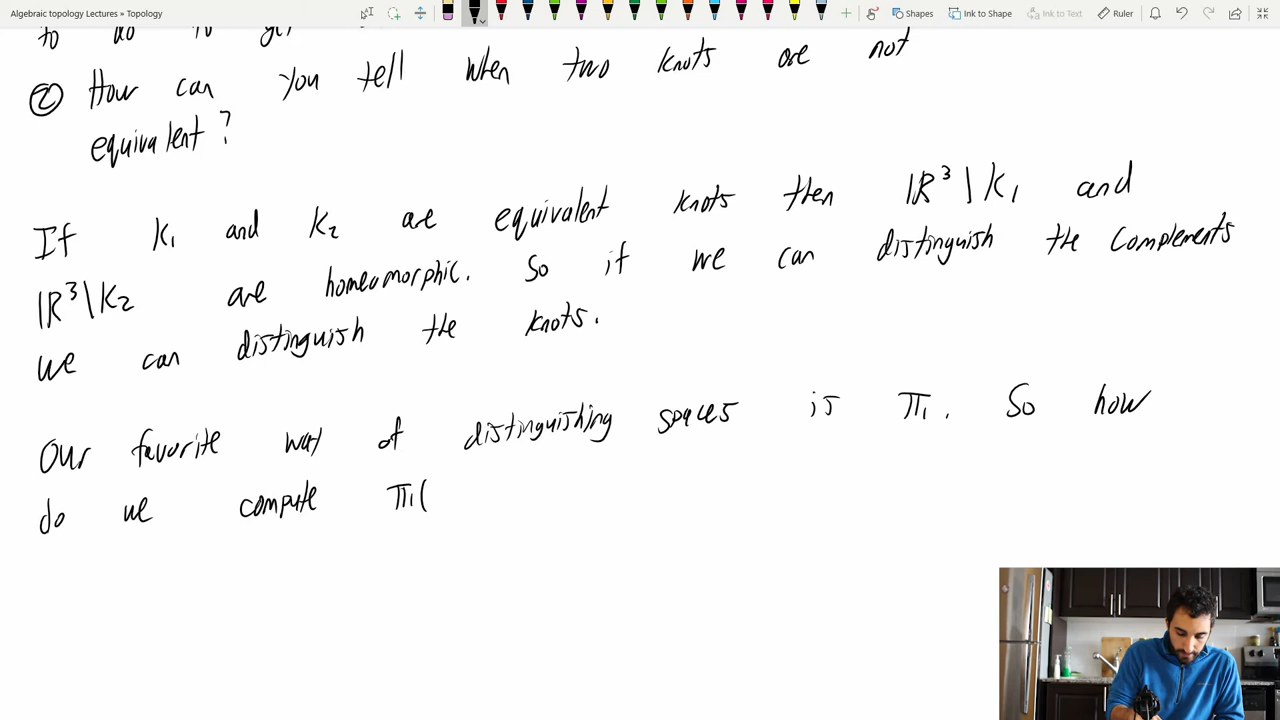 Algebraic topology Lectures » Topology
Shapes
Ink to Shape
Ink to Text
Ruler
to do to
② How can you tell when two knots are not
equivalent?
If K₁ and K₂ are equivalent knots then ℝ³\K₁ and
ℝ³\K₂ are homeomorphic. So if we can distinguish the complements
we can distinguish the knots.
Our favorite way of distinguishing spaces is π₁. So how
do we compute π₁(